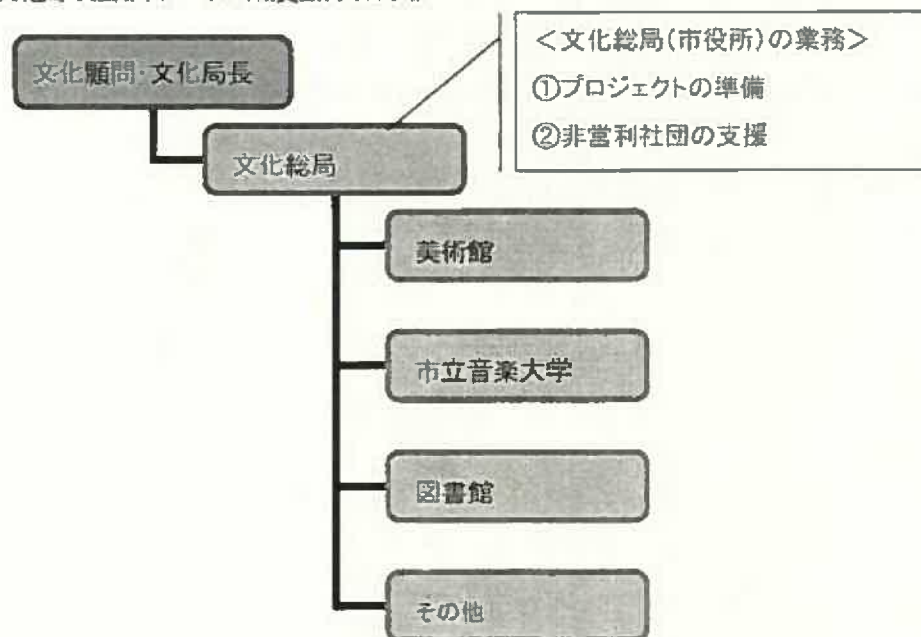 文化顧問・文化局長
文化総局
<文化総局(市役所)の業務>
①プロジェクトの準備
②非営利社団の支援
美術館
市立音楽大学
図書館
その他